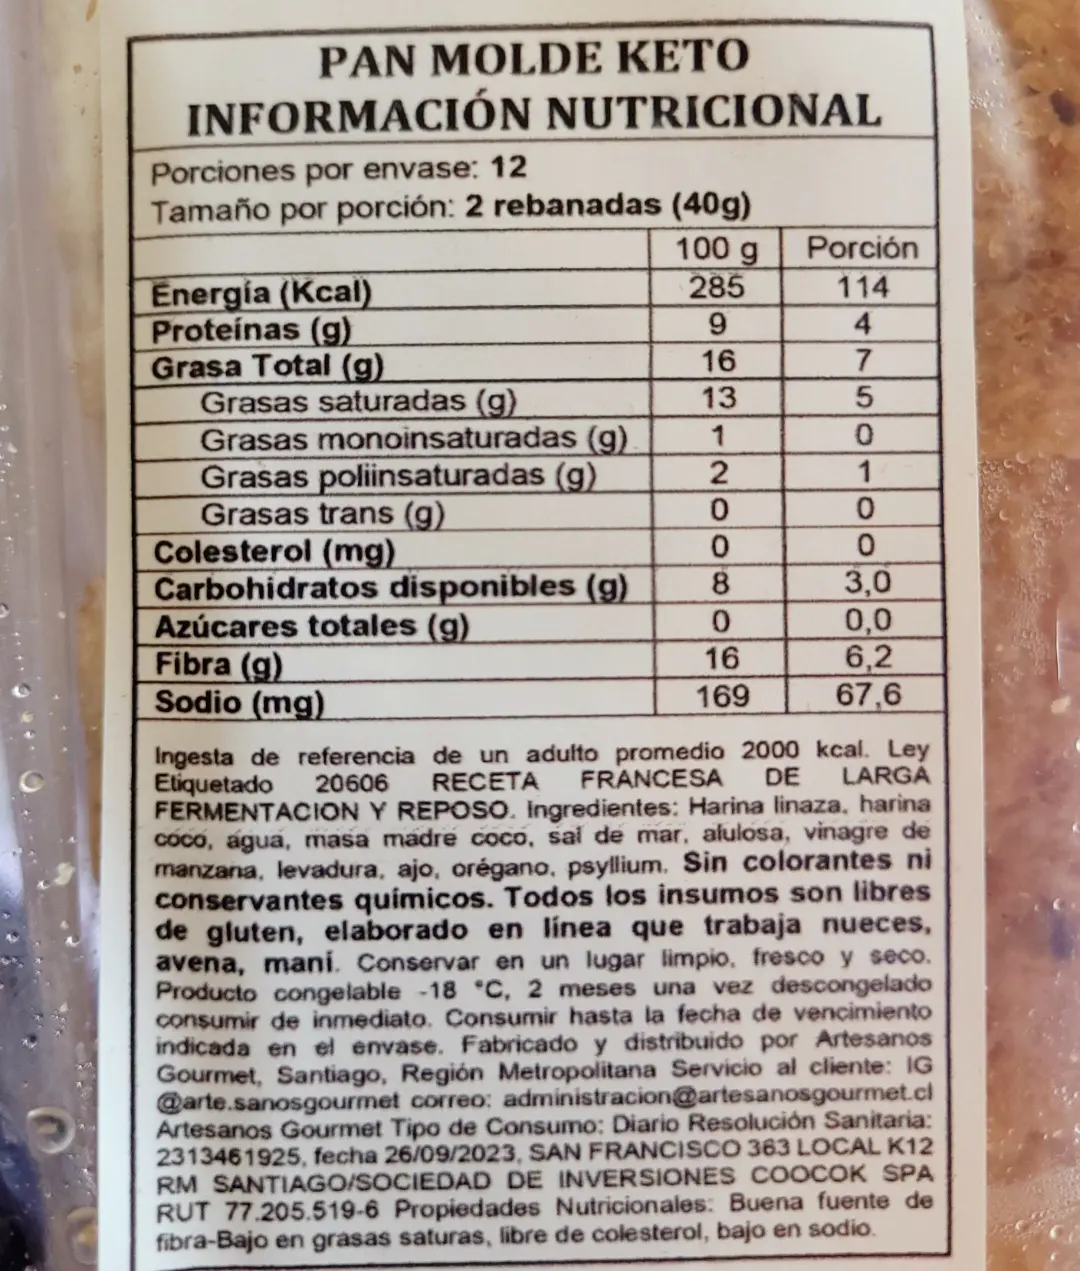 PAN MOLDE KETO
INFORMACIÓN NUTRICIONAL
Porciones por envase: 12
Tamaño por porción: 2 rebanadas (40g)
100 g Porción
Energía (Kcal) 285 114
Proteínas (g) 9 4
Grasa Total (g) 16 7
Grasas saturadas (g) 13 5
Grasas monoinsaturadas (g) 1 0
Grasas poliinsaturadas (g) 2 1
Grasas trans (g) 0 0
Colesterol (mg) 0 0
Carbohidratos disponibles (g) 8 3,0
Azúcares totales (g) 0 0,0
Fibra (g) 16 6,2
Sodio (mg) 169 67,6
Ingesta de referencia de un adulto promedio 2000 kcal. Ley
Etiquetado 20606 RECETA FRANCESA DE LARGA
FERMENTACION Y REPOSO. Ingredientes: Harina linaza, harina
coco, agua, masa madre coco, sal de mar, alulosa, vinagre de
manzana, levadura, ajo, orégano, psyllium. Sin colorantes ni
conservantes químicos. Todos los insumos son libres
de gluten, elaborado en línea que trabaja nueces,
avena, maní. Conservar en un lugar limpio, fresco y seco.
Producto congelable -18 °C, 2 meses una vez descongelado
consumir de inmediato. Consumir hasta la fecha de vencimiento
indicada en el envase. Fabricado y distribuido por Artesanos
Gourmet, Santiago, Región Metropolitana Servicio al cliente: IG
@arte.sanosgourmet correo: administracion@artesanosgourmet.cl
Artesanos Gourmet Tipo de Consumo: Diario Resolución Sanitaria:
2313461925, fecha 26/09/2023, SAN FRANCISCO 363 LOCAL K12
RM SANTIAGO/SOCIEDAD DE INVERSIONES COOCOK SPA
RUT 77.205.519-6 Propiedades Nutricionales: Buena fuente de
fibra-Bajo en grasas saturas, libre de colesterol, bajo en sodio.